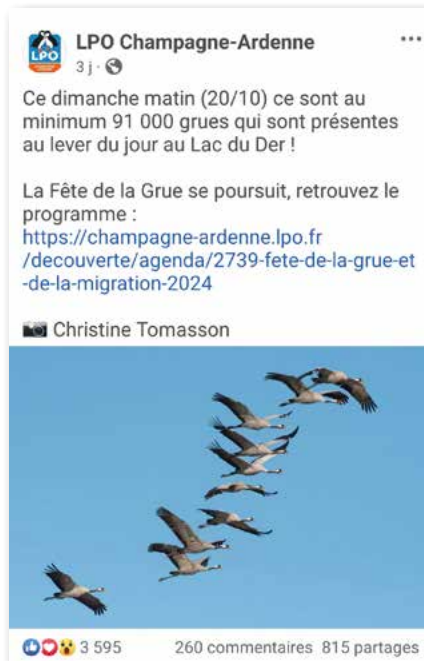 LPO
LPO Champagne-Ardenne
3 j ·
Ce dimanche matin (20/10) ce sont au
minimum 91 000 grues qui sont présentes
au lever du jour au Lac du Der !
La Fête de la Grue se poursuit, retrouvez le
programme :
https://champagne-ardenne.lpo.fr
/decouverte/agenda/2739-fete-de-la-grue-et
-de-la-migration-2024
Christine Tomasson
3 595 260 commentaires 815 partages